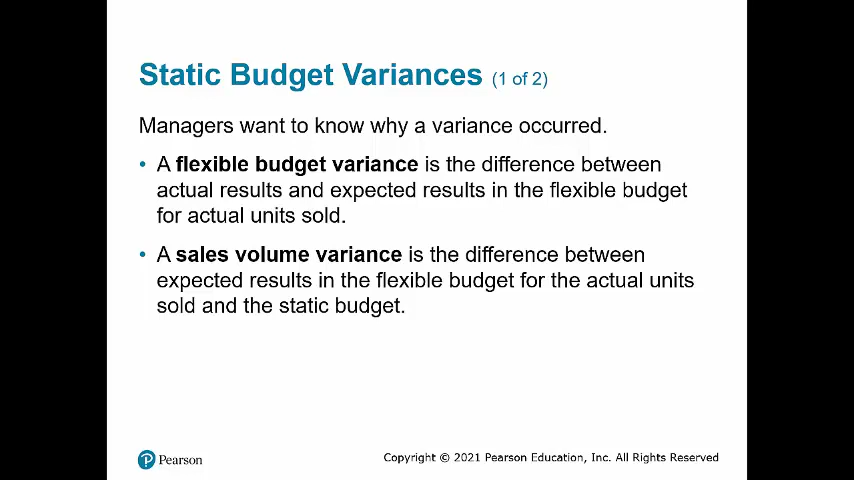 Static Budget Variances (1 of 2)
Managers want to know why a variance occurred.
• A flexible budget variance is the difference between
actual results and expected results in the flexible budget
for actual units sold.
• A sales volume variance is the difference between
expected results in the flexible budget for the actual units
sold and the static budget.
P Pearson
Copyright © 2021 Pearson Education, Inc. All Rights Reserved